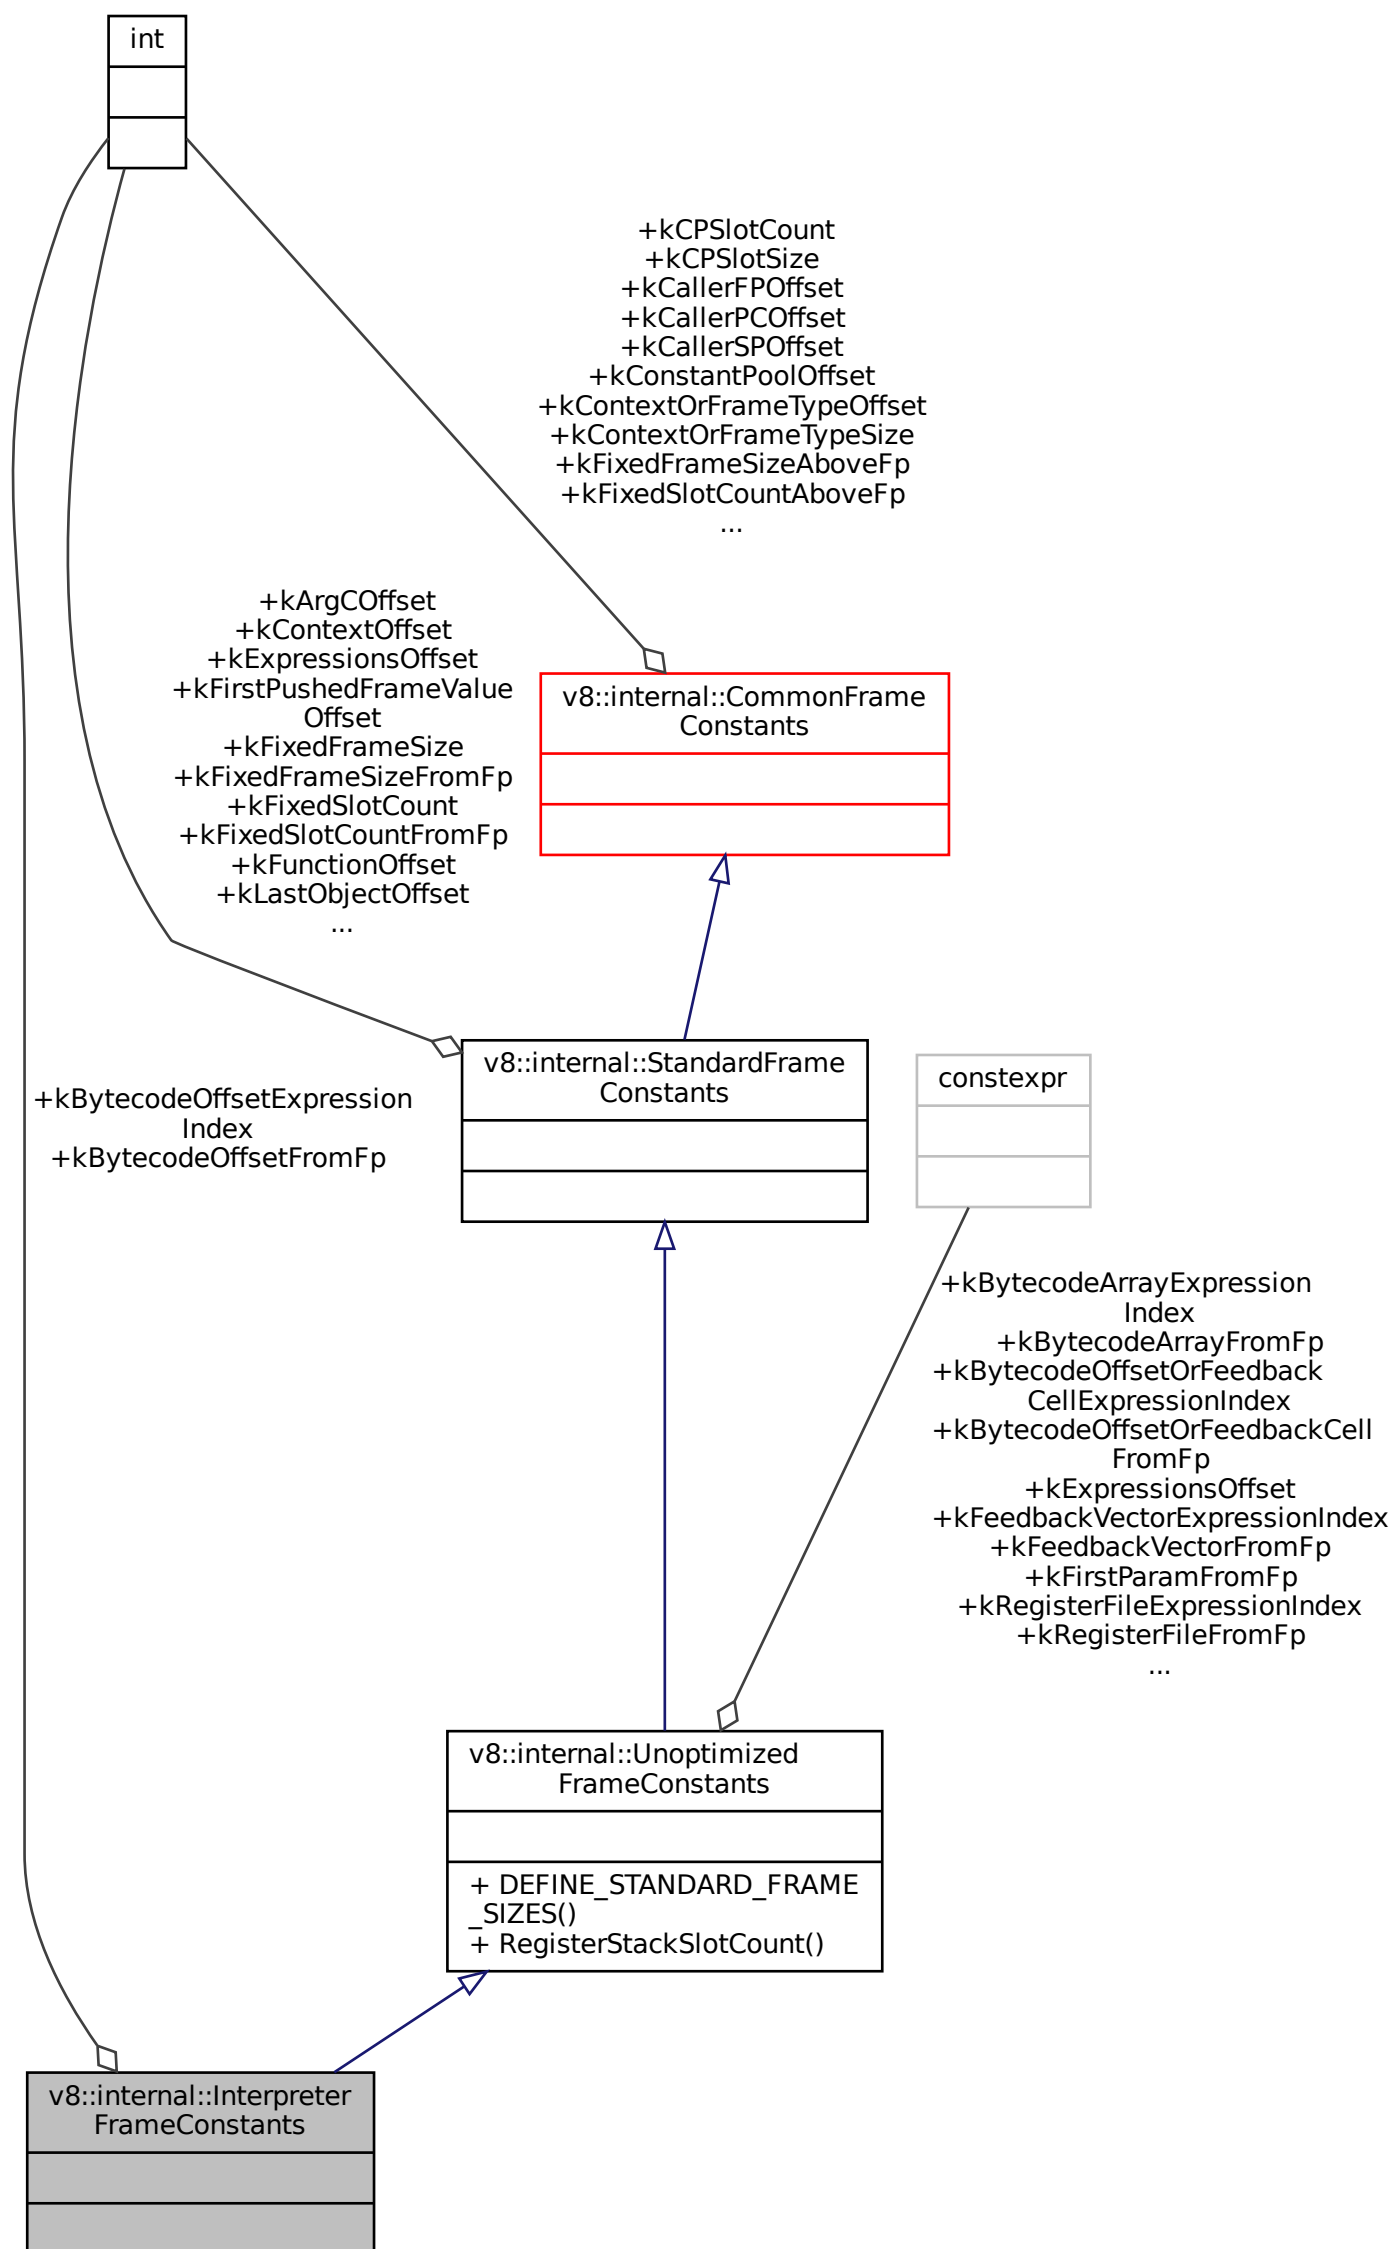 int
+kCPSlotCount
+kCPSlotSize
+kCallerFPOffset
+kCallerPCOffset
+kCallerSPOffset
+kConstantPoolOffset
+kContextOrFrameTypeOffset
+kContextOrFrameTypeSize
+kFixedFrameSizeAboveFp
+kFixedSlotCountAboveFp
...
+kArgCOffset
+kContextOffset
+kExpressionsOffset
+kFirstPushedFrameValue
Offset
+kFixedFrameSize
+kFixedFrameSizeFromFp
+kFixedSlotCount
+kFixedSlotCountFromFp
+kFunctionOffset
+kLastObjectOffset
...
v8::internal::CommonFrame
Constants
v8::internal::StandardFrame
Constants
constexpr
+kBytecodeOffsetExpression
Index
+kBytecodeOffsetFromFp
+kBytecodeArrayExpression
Index
+kBytecodeArrayFromFp
+kBytecodeOffsetOrFeedback
CellExpressionIndex
+kBytecodeOffsetOrFeedbackCell
FromFp
+kExpressionsOffset
+kFeedbackVectorExpressionIndex
+kFeedbackVectorFromFp
+kFirstParamFromFp
+kRegisterFileExpressionIndex
+kRegisterFileFromFp
...
v8::internal::Unoptimized
FrameConstants
+ DEFINE_STANDARD_FRAME
_SIZES()
+ RegisterStackSlotCount()
v8::internal::Interpreter
FrameConstants